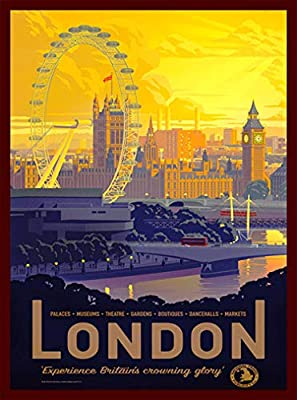 PALACES • MUSEUMS • THEATRE • GARDENS • BOUTIQUES • DANCEHALLS • MARKETS
LONDON
'Experience Britain's crowning glory'